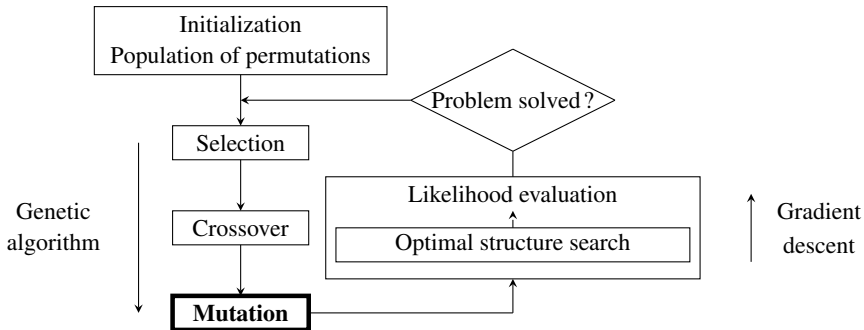 Initialization
Population of permutations
Problem solved ?
Selection
Likelihood evaluation
Genetic
algorithm
Gradient
descent
Crossover
Optimal structure search
Mutation